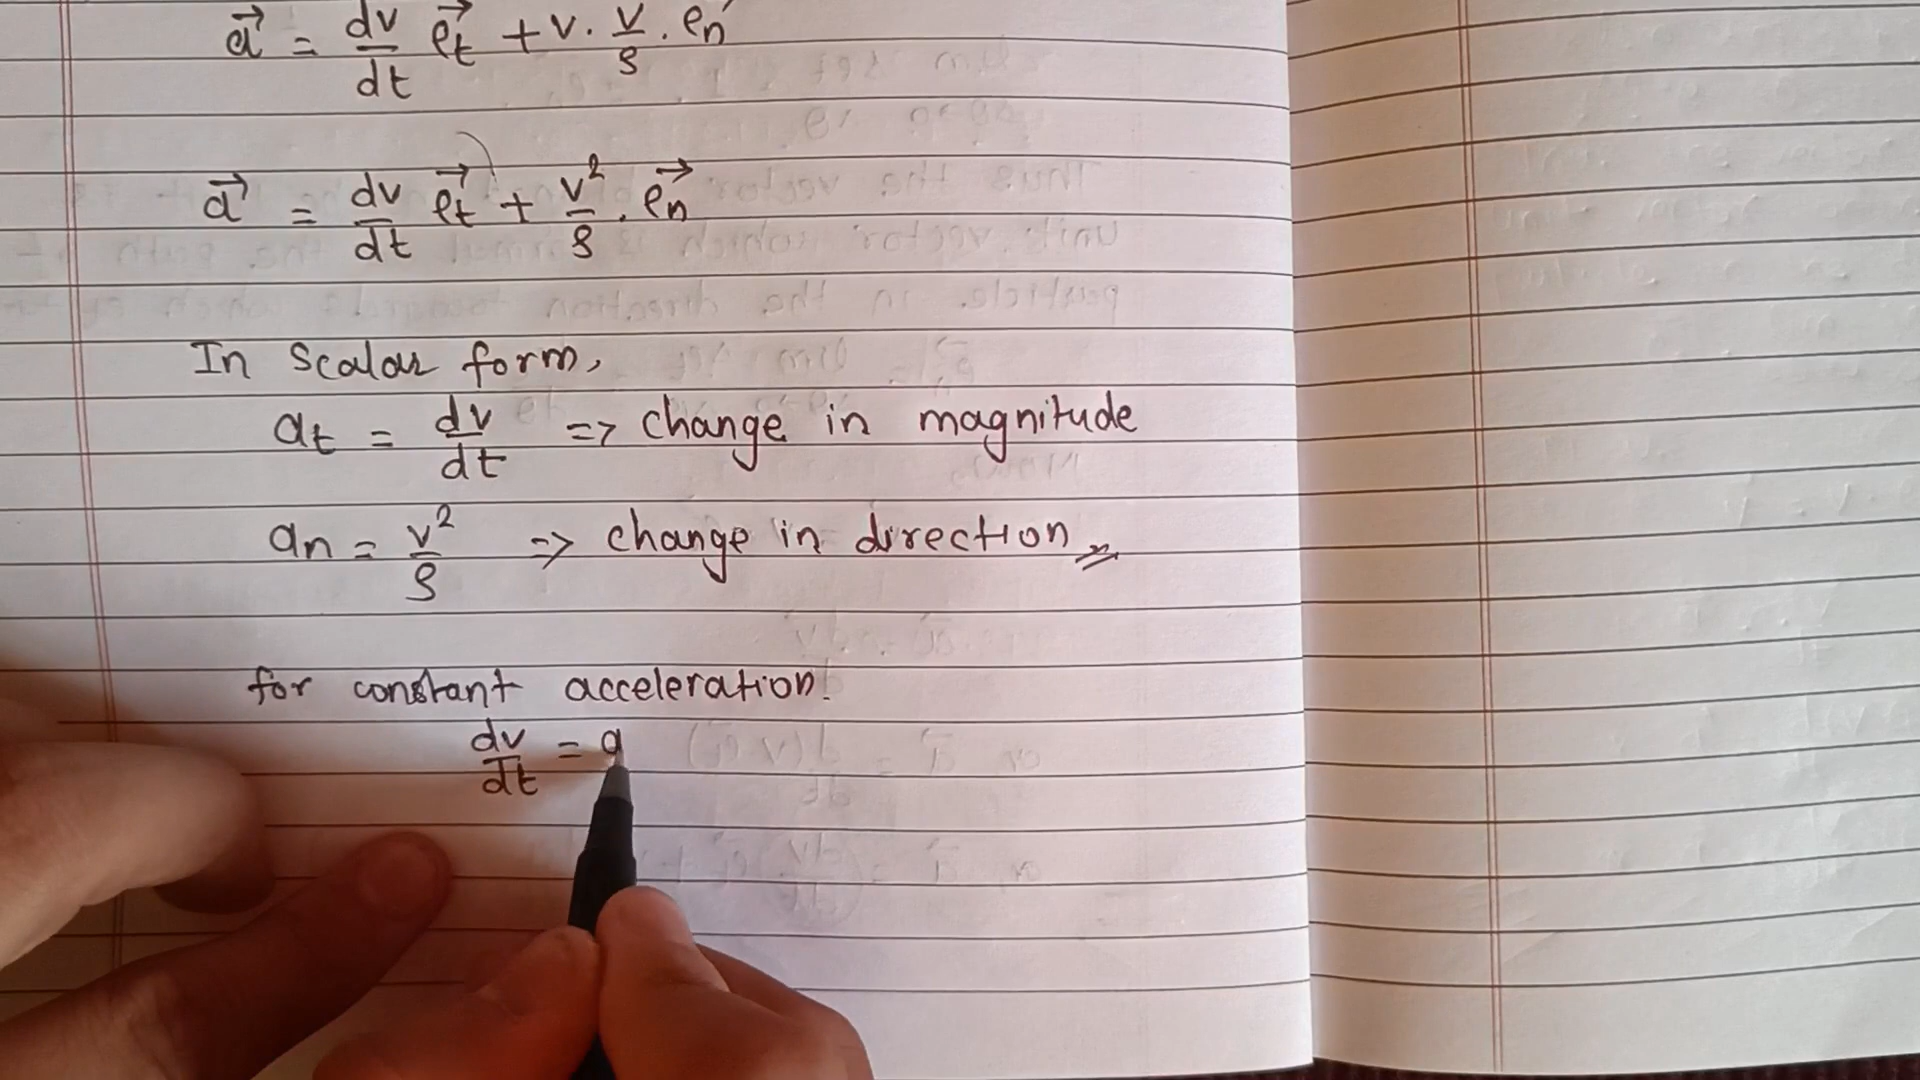 a⃗ = dv/dt e⃗t + v. v/ρ . e⃗n
a⃗ = dv/dt e⃗t + v²/ρ . e⃗n
In scalar form,
at = dv/dt => change in magnitude
an = v²/ρ => change in direction
for constant acceleration:
dv/dt = a